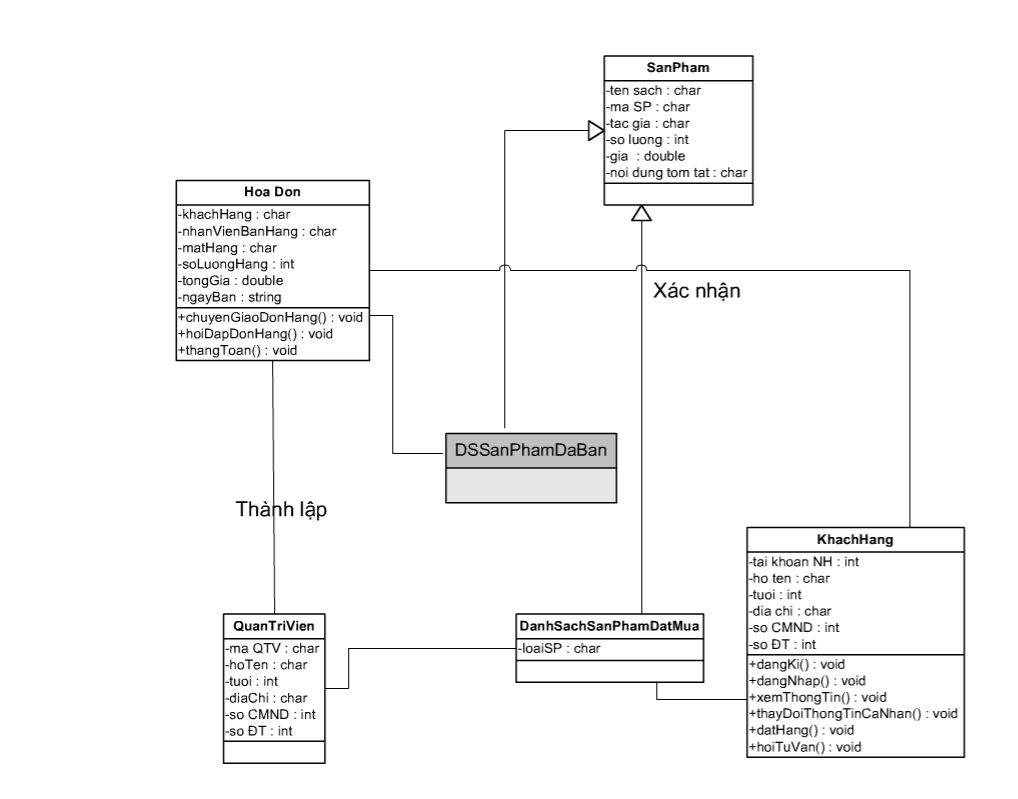 SanPham
-ten sach : char
-ma SP : char
-tac gia : char
-so luong : int
-gia : double
-noi dung tom tat : char
Hoa Don
-khachHang : char
-nhanVienBanHang : char
-matHang : char
-soLuongHang : int
-tongGia : double
-ngayBan : string
+chuyenGiaoDonHang() : void
+hoiDapDonHang() : void
+thangToan() : void
Xác nhận
DSSanPhamDaBan
Thành lập
KhachHang
-tai khoan NH : int
-ho ten : char
-tuoi : int
-dia chi : char
-so CMND : int
-so ĐT : int
+dangKi() : void
+dangNhap() : void
+xemThongTin() : void
+thayDoiThongTinCaNhan() : void
+datHang() : void
+hoiTuVan() : void
QuanTriVien
-ma QTV : char
-hoTen : char
-tuoi : int
-diaChi : char
-so CMND : int
-so ĐT : int
DanhSachSanPhamDatMua
-loaiSP : char